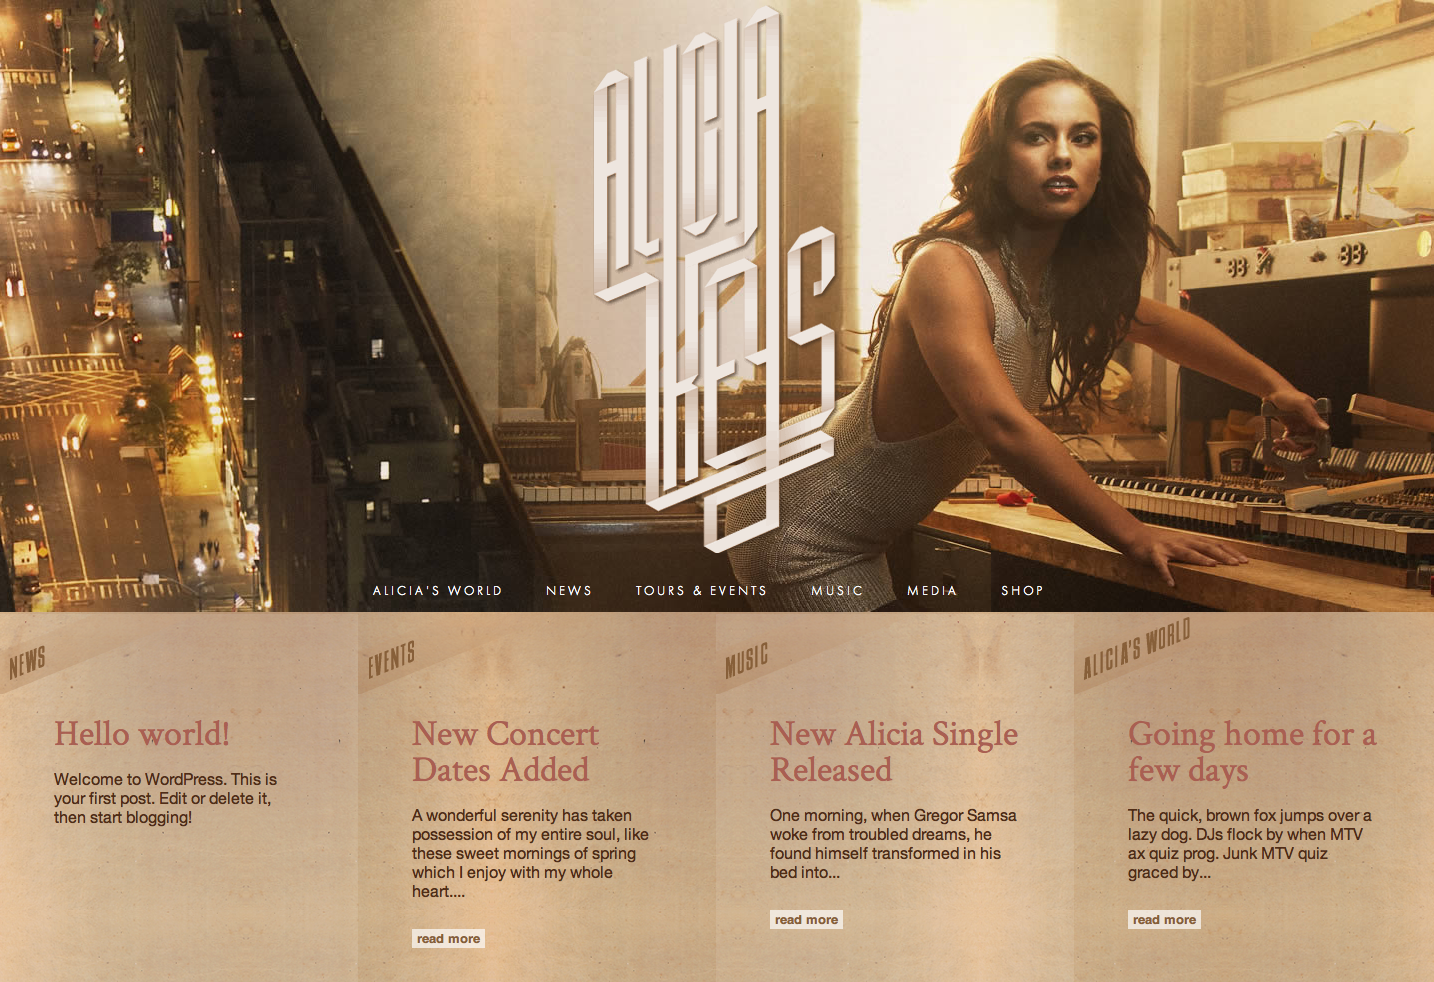 ALICIA
KEYS
ALICIA'S WORLD NEWS TOURS & EVENTS MUSIC MEDIA SHOP
NEWS
Hello world!
Welcome to WordPress. This is
your first post. Edit or delete it,
then start blogging!
EVENTS
New Concert
Dates Added
A wonderful serenity has taken
possession of my entire soul, like
these sweet mornings of spring
which I enjoy with my whole
heart....
read more
MUSIC
New Alicia Single
Released
One morning, when Gregor Samsa
woke from troubled dreams, he
found himself transformed in his
bed into...
read more
ALICIA'S WORLD
Going home for a
few days
The quick, brown fox jumps over a
lazy dog. DJs flock by when MTV
ax quiz prog. Junk MTV quiz
graced by...
read more